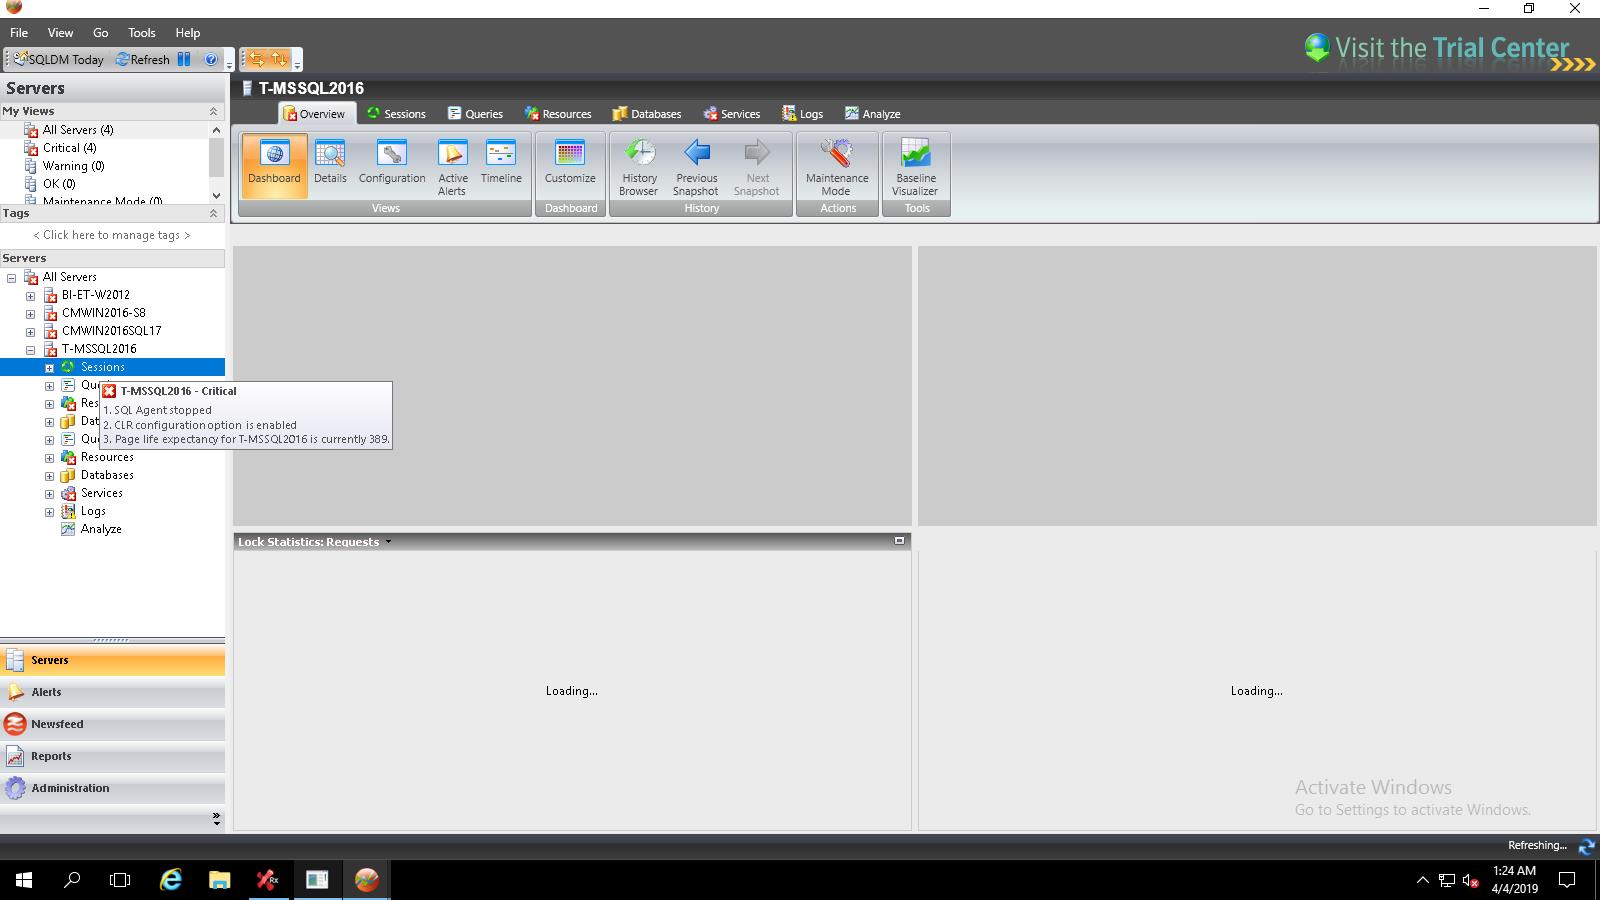 File View Go Tools Help
Visit the Trial Center
SQLDM Today Refresh
Servers
T-MSSQL2016
My Views
Overview Sessions Queries Resources Databases Services Logs Analyze
All Servers (4)
Critical (4)
Warning (0)
OK (0)
Maintenance Mode (0)
Dashboard
Details
Configuration
Active
Alerts
Timeline
Views
Customize
Dashboard
History
Browser
Previous
Snapshot
Next
Snapshot
History
Maintenance
Mode
Actions
Baseline
Visualizer
Tools
Tags
< Click here to manage tags >
Servers
All Servers
BI-ET-W2012
CMWIN2016-S8
CMWIN2016SQL17
T-MSSQL2016
Sessions
Qu
Res
Dat
Qu
T-MSSQL2016 - Critical
1. SQL Agent stopped
2. CLR configuration option is enabled
3. Page life expectancy for T-MSSQL2016 is currently 389.
Resources
Databases
Services
Logs
Analyze
Lock Statistics: Requests
Loading...
Loading...
Servers
Alerts
Newsfeed
Reports
Administration
Activate Windows
Go to Settings to activate Windows.
Refreshing...
1:24 AM
4/4/2019